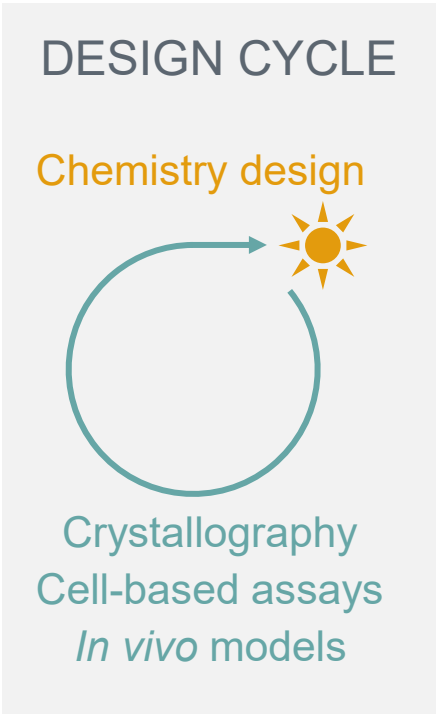 DESIGN CYCLE
Chemistry design
Crystallography
Cell-based assays
In vivo models